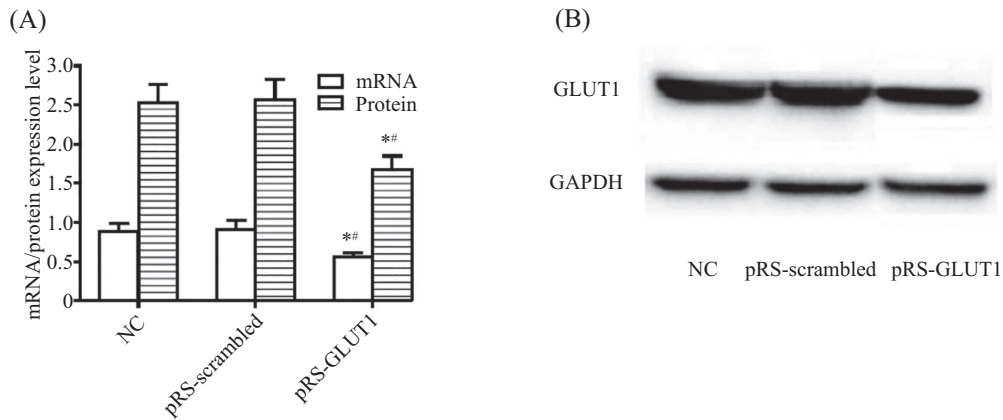 (A)
mRNA/protein expression level
3.0
2.5
2.0
1.5
1.0
0.5
0
mRNA
Protein
*#
*#
NC
pRS-scrambled
pRS-GLUT1
(B)
GLUT1
GAPDH
NC pRS-scrambled pRS-GLUT1